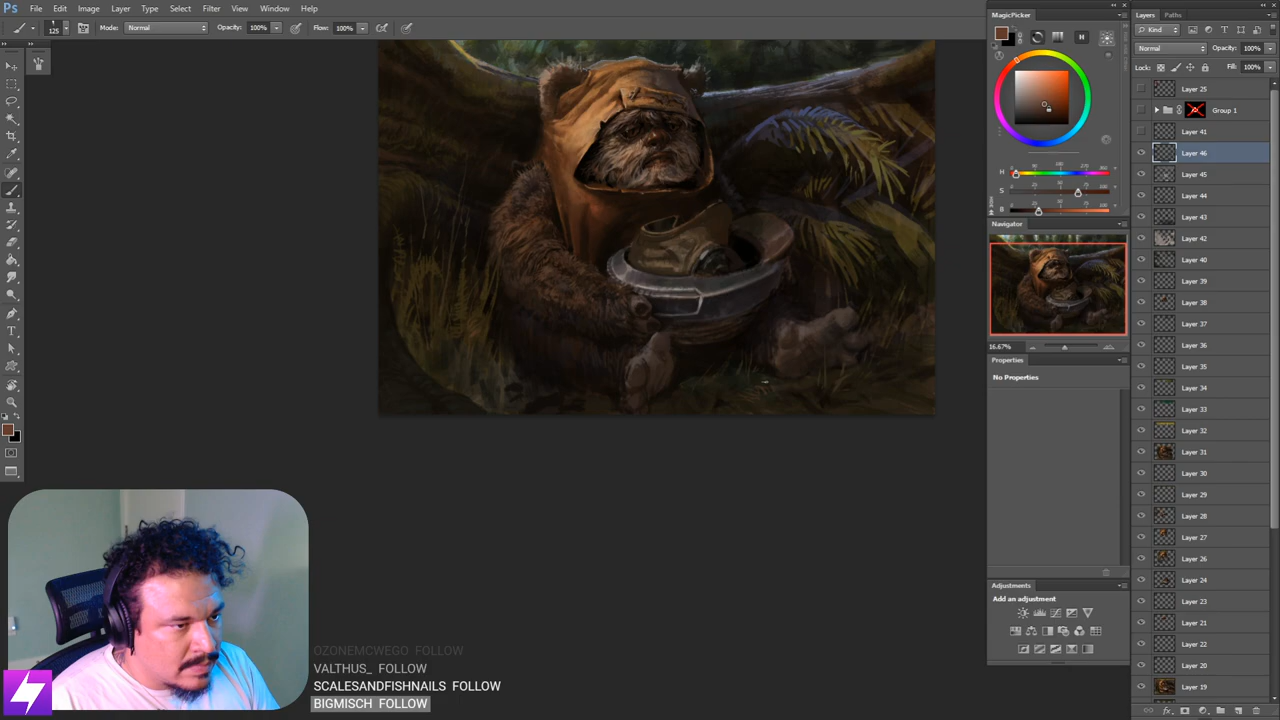 Ps File Edit Image Layer Type Select Filter View Window Help
125 Mode: Normal Opacity: 100% Flow: 100%
MagicPicker
H
H
S
B
Navigator
16.67%
Properties
No Properties
Adjustments
Add an adjustment
Layers Paths
Kind
Normal Opacity: 100%
Lock: Fill: 100%
Layer 25
Group 1
Layer 41
Layer 46
Layer 45
Layer 44
Layer 43
Layer 42
Layer 40
Layer 39
Layer 38
Layer 37
Layer 36
Layer 35
Layer 34
Layer 33
Layer 32
Layer 31
Layer 30
Layer 29
Layer 28
Layer 27
Layer 26
Layer 24
Layer 23
Layer 21
Layer 22
Layer 20
Layer 19
OZONEMCWEGO FOLLOW
VALTHUS_ FOLLOW
SCALESANDFISHNAILS FOLLOW
BIGMISCH FOLLOW